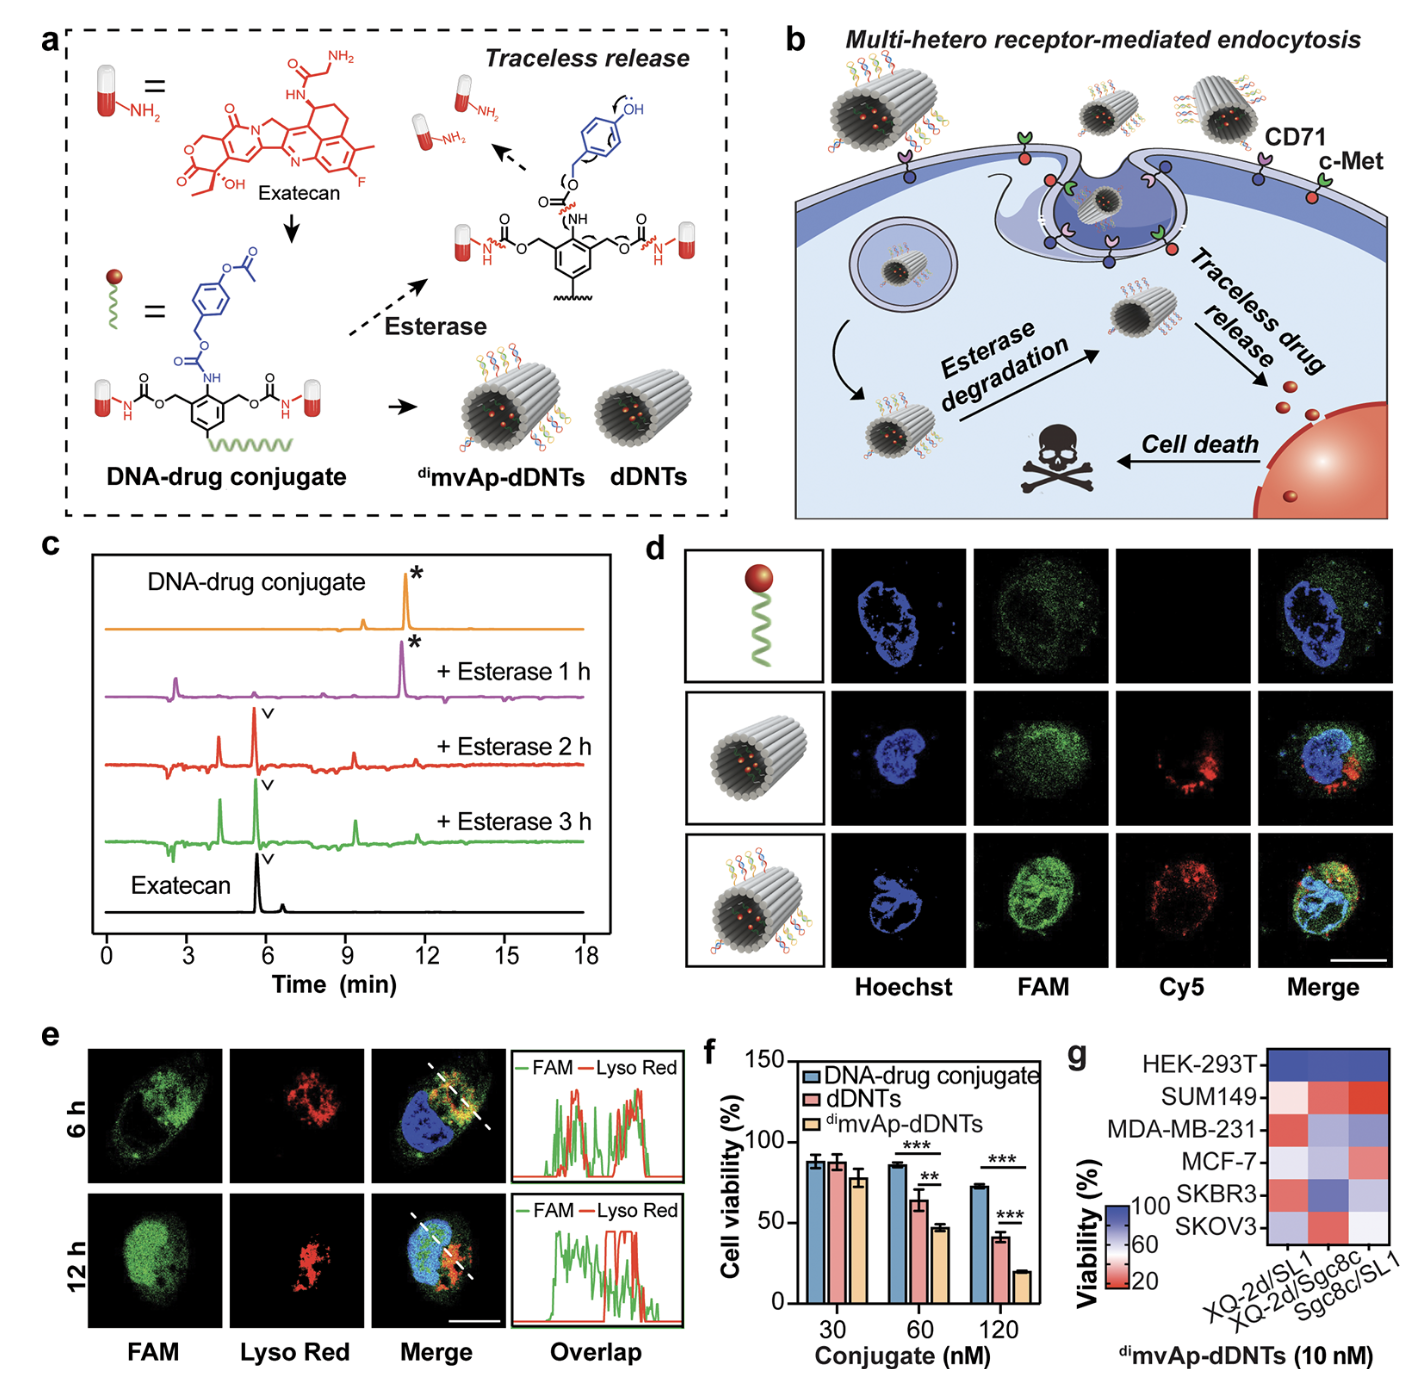 a
Traceless release
NH₂
NH₂
O
HN
O
N
O
O
N
OH
F
Exatecan
NH₂
NH₂
OH
O
O
NH
O
O
N
H
O
O
N
H
Esterase
O
O
O
O
NH
O
O
N
H
O
O
N
H
DNA-drug conjugate
ᵈⁱmvAp-dDNTs
dDNTs
b
Multi-hetero receptor-mediated endocytosis
CD71
c-Met
Traceless drug
release
Esterase
degradation
Cell death
c
DNA-drug conjugate
*
*
+ Esterase 1 h
+ Esterase 2 h
+ Esterase 3 h
Exatecan
0 3 6 9 12 15 18
Time (min)
d
Hoechst FAM Cy5 Merge
e
6 h
FAM Lyso Red
12 h
FAM Lyso Red
FAM Lyso Red Merge Overlap
f
150
100
50
0
Cell viability (%)
DNA-drug conjugate
dDNTs
ᵈⁱmvAp-dDNTs
***
**
***
***
30 60 120
Conjugate (nM)
g
HEK-293T
SUM149
MDA-MB-231
MCF-7
SKBR3
SKOV3
Viability (%)
100
60
20
XQ-2d/SL1
XQ-2d/Sgc8c
Sgc8c/SL1
ᵈⁱmvAp-dDNTs (10 nM)